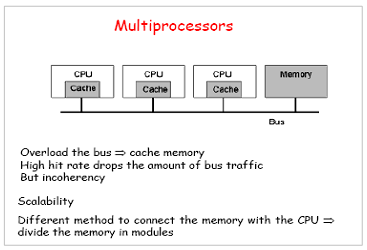 Multiprocessors
CPU CPU CPU Memory
Cache Cache Cache
Bus
Overload the bus ⇒ cache memory
High hit rate drops the amount of bus traffic
But incoherency
Scalability
Different method to connect the memory with the CPU ⇒
divide the memory in modules